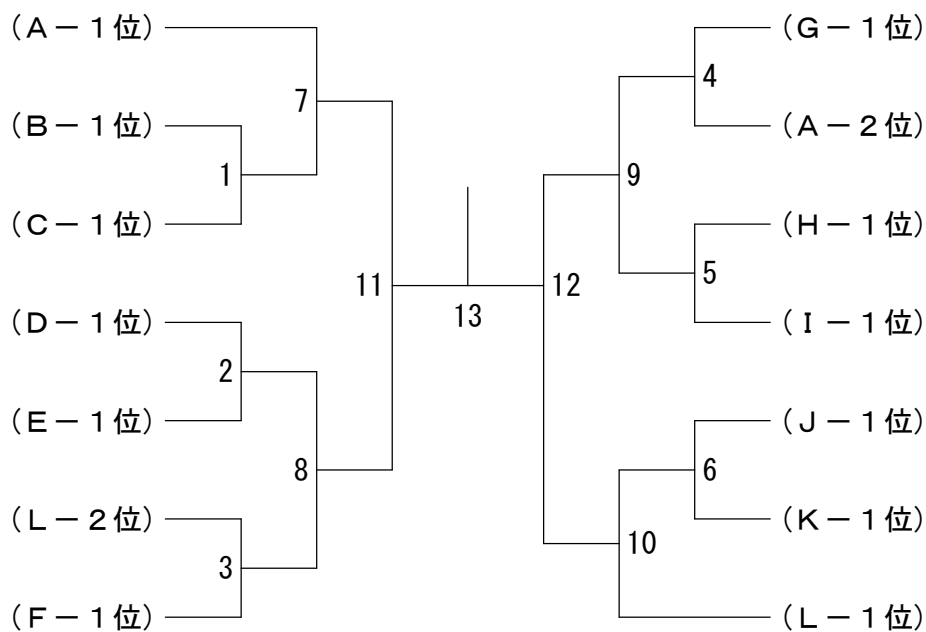 （A－1位）
7
（B－1位）
1
（C－1位）
11
（D－1位）
2
（E－1位）
8
（L－2位）
3
（F－1位）
13
（G－1位）
4
（A－2位）
9
（H－1位）
5
（I－1位）
12
（J－1位）
6
（K－1位）
10
（L－1位）